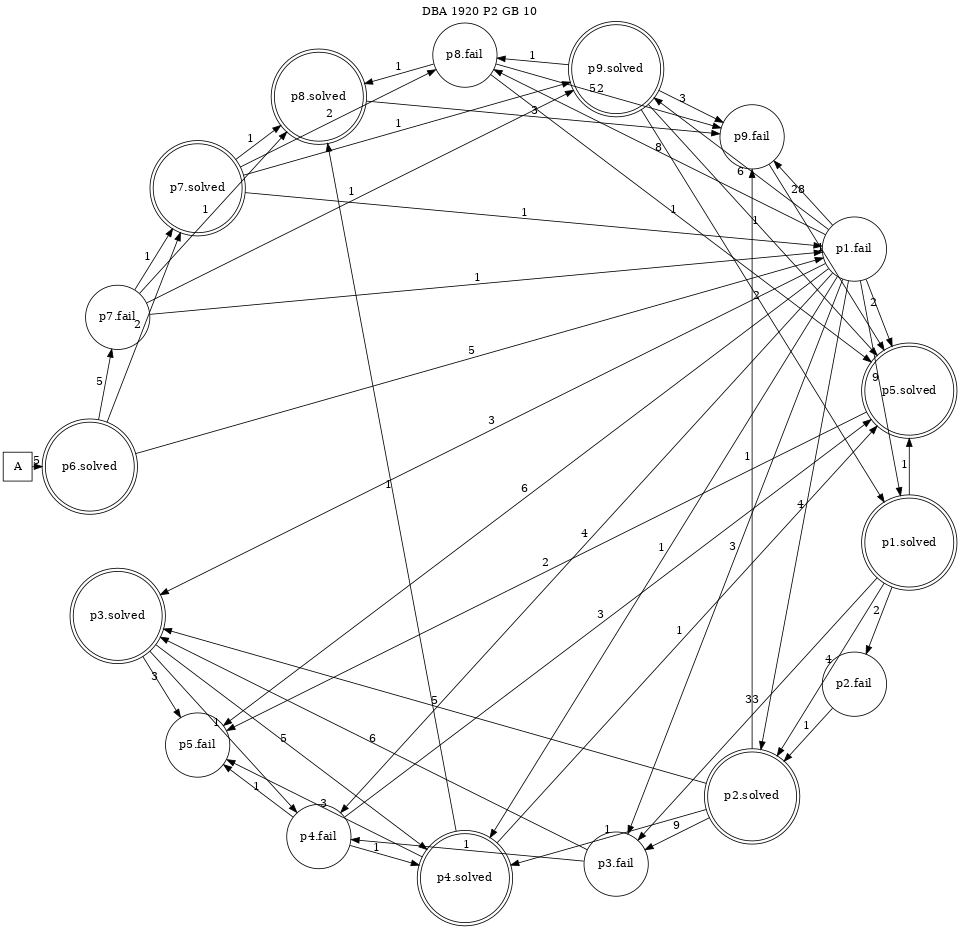 DBA 1920 P2 GB 10
p8.fail
p9.solved
1
1
p8.solved
52
3
p9.fail
2
3
1
1
8
6
p7.solved
28
1
1
1
1
1
p1.fail
1
1
p7.fail
2
2
2
5
5
9
p5.solved
3
1
A
5
p6.solved
1
1
6
4
p1.solved
4
1
3
2
3
2
p3.solved
1
4
3
p2.fail
5
33
1
1
5
6
1
p5.fail
1
3
p2.solved
1
9
p4.fail
1
1
p3.fail
p4.solved